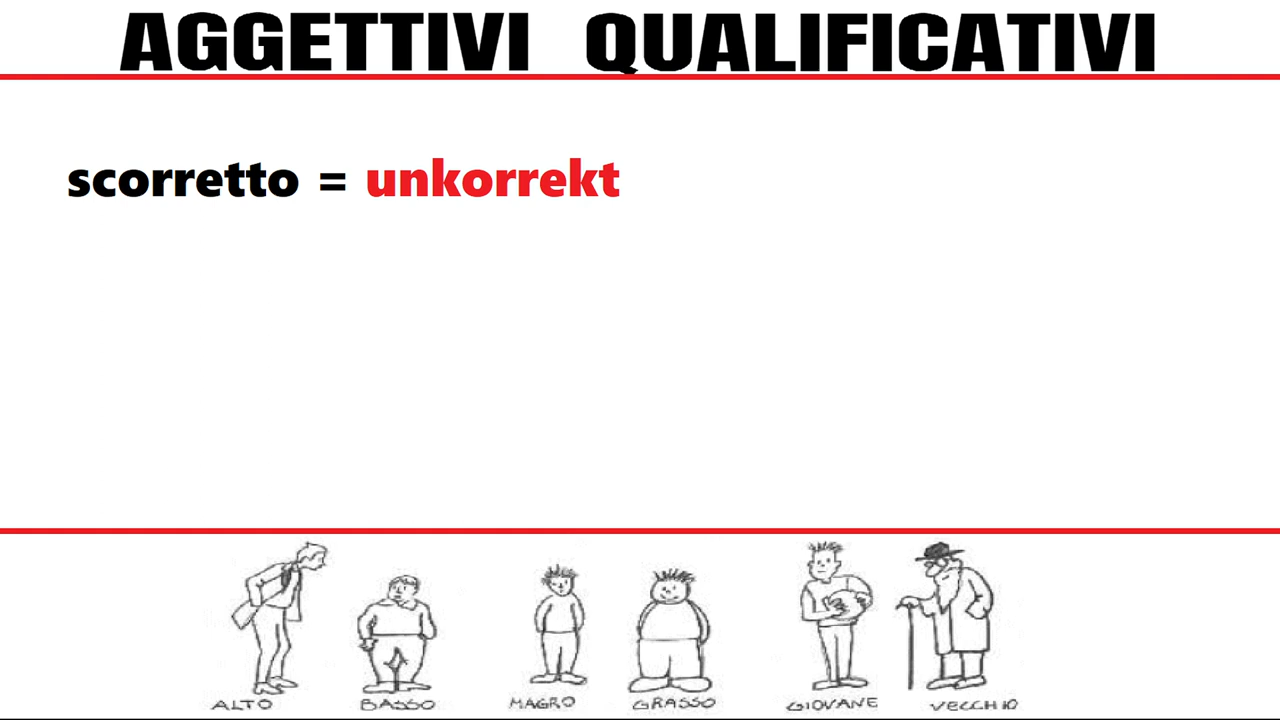 AGGETTIVI QUALIFICATIVI
scorretto = unkorrekt
ALTO BASSO MAGRO GRASSO GIOVANE VECCHIO